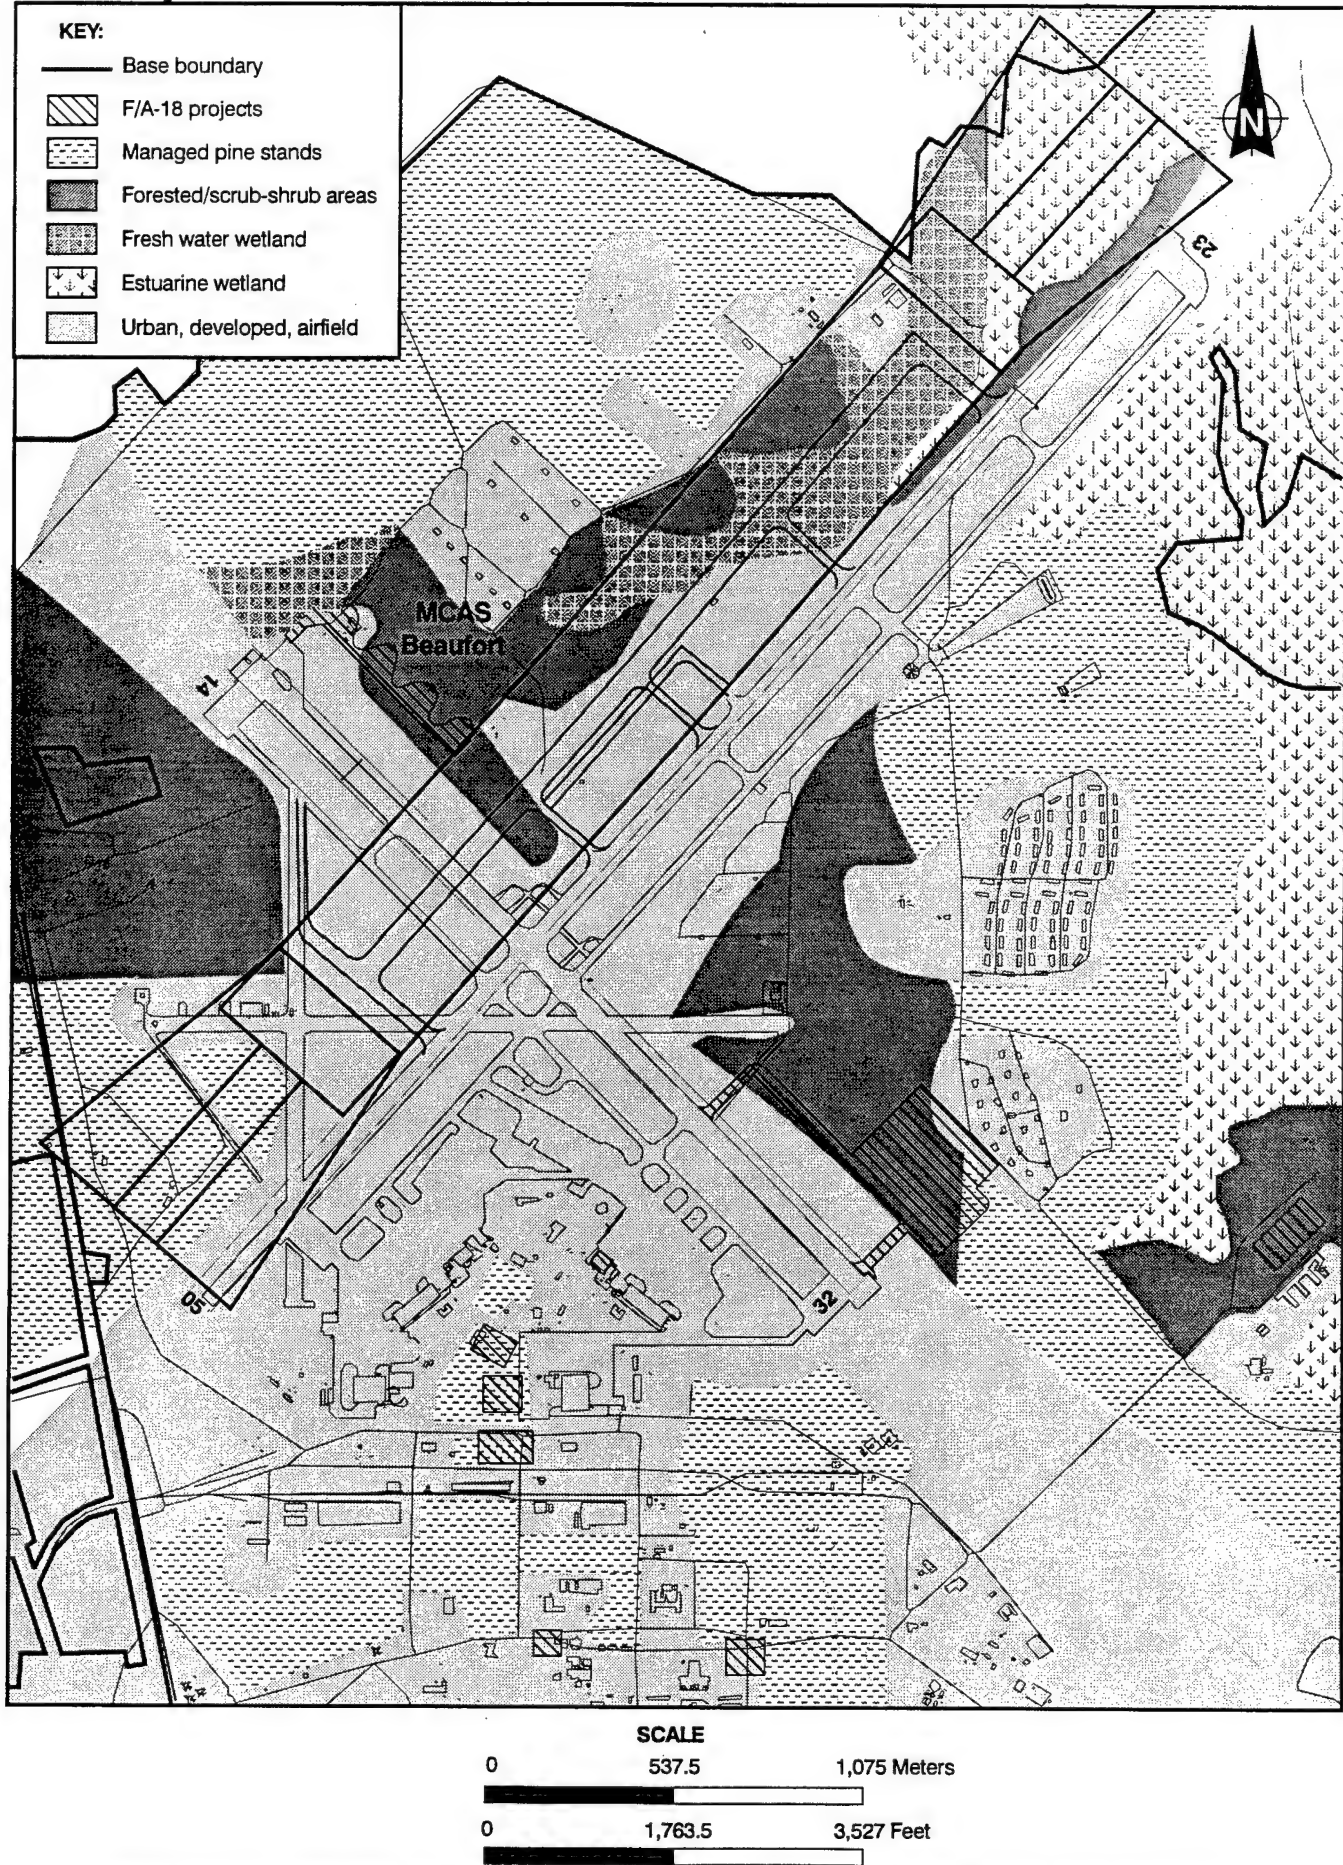 KEY:
Base boundary
F/A-18 projects
Managed pine stands
Forested/scrub-shrub areas
Fresh water wetland
Estuarine wetland
Urban, developed, airfield
N
23
MCAS
Beaufort
14
05
32
SCALE
0 537.5 1,075 Meters
0 1,763.5 3,527 Feet